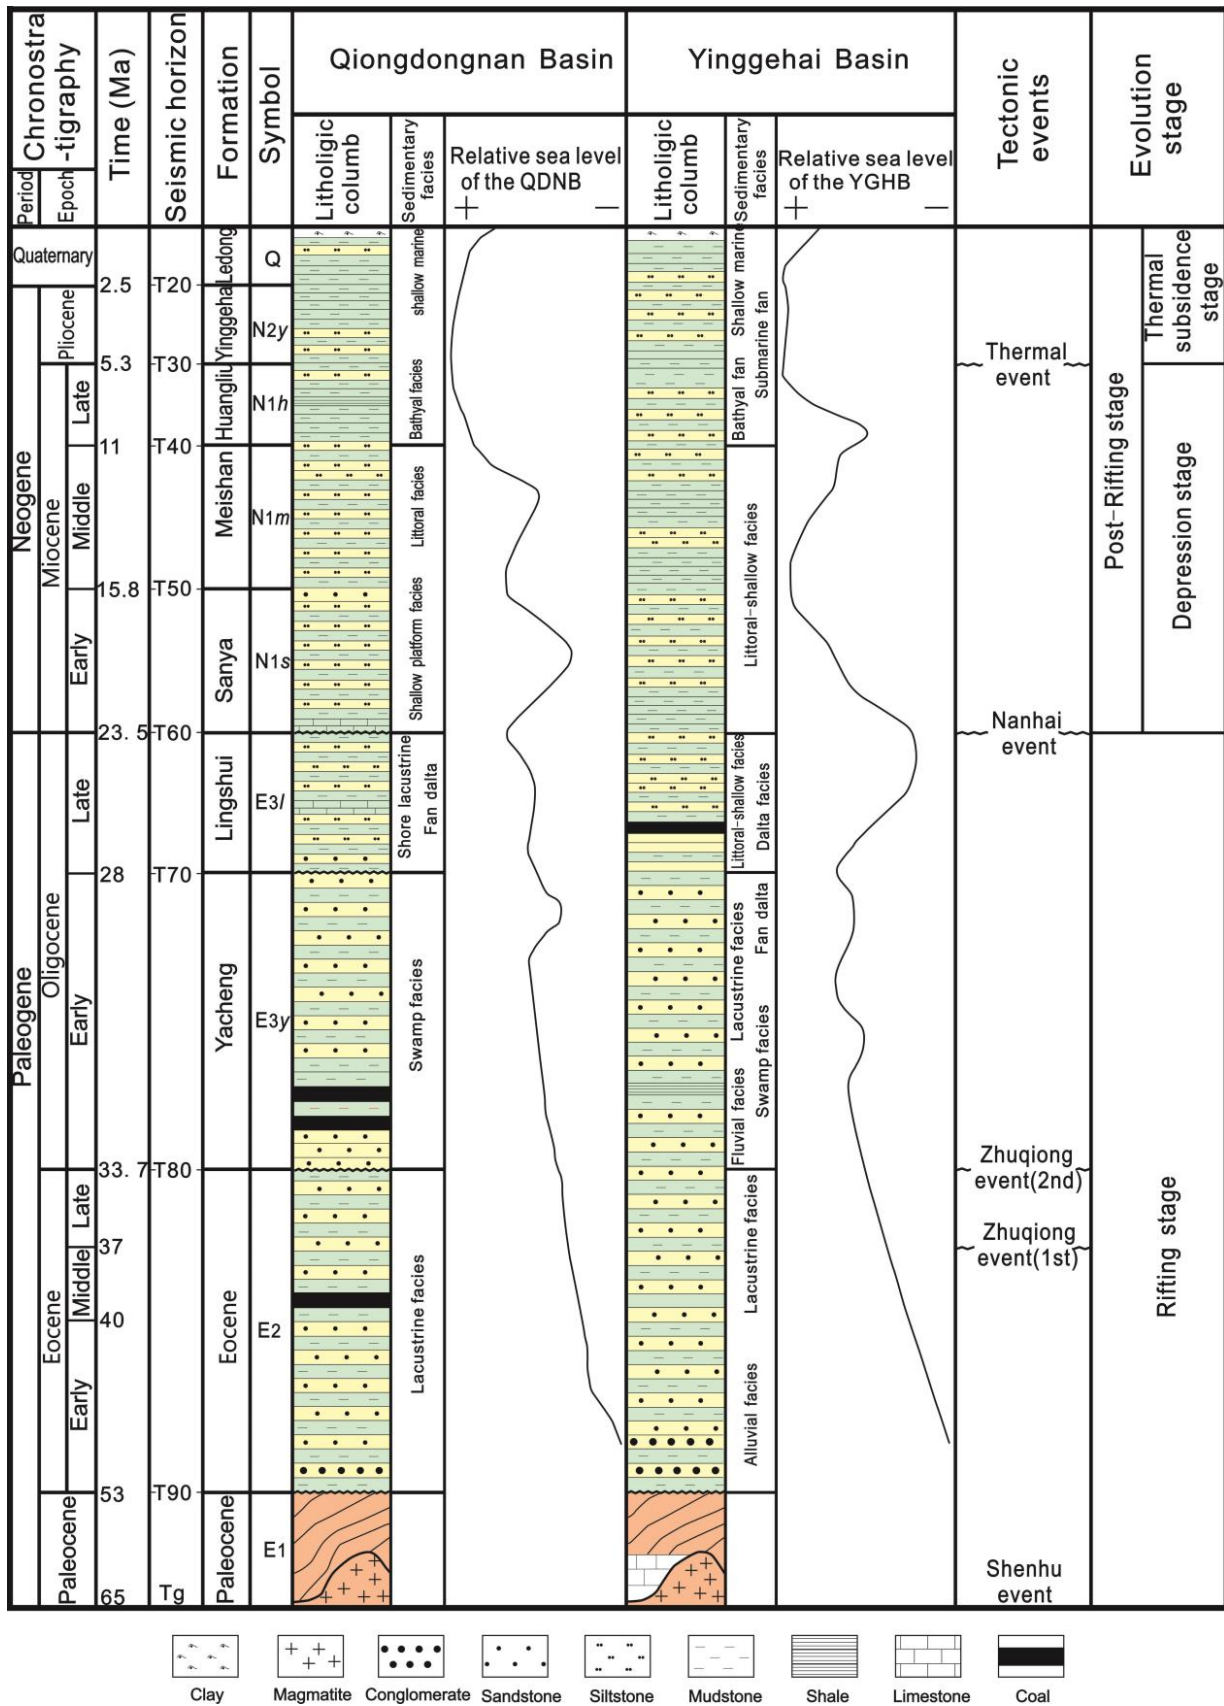 Chronostra
-tigraphy
Period
Epoch
Time (Ma)
Seismic horizon
Formation
Symbol
Qiongdongnan Basin
Litholigic
columb
Sedimentary
facies
Relative sea level
of the QDNB
+ −
Yinggehai Basin
Litholigic
columb
Sedimentary
facies
Relative sea level
of the YGHB
+ −
Tectonic
events
Evolution
stage
Quaternary
Neogene
Paleogene
Pliocene
Miocene
Oligocene
Eocene
Paleocene
Late
Middle
Early
Late
Early
Late
Middle
Early
2.5
5.3
11
15.8
23.5
28
33.7
37
40
53
65
T20
T30
T40
T50
T60
T70
T80
T90
Tg
Ledong
Yinggehai
Huangliu
Meishan
Sanya
Lingshui
Yacheng
Eocene
Paleocene
Q
N2y
N1h
N1m
N1s
E3l
E3y
E2
E1
shallow marine
Bathyal facies
Littoral facies
Shallow platform facies
Shore lacustrine
Fan dalta
Swamp facies
Lacustrine facies
Shallow marine
Submarine fan
Bathyal fan
Littoral-shallow facies
Littoral-shallow facies
Dalta facies
Fan dalta
Lacustrine facies
Swamp facies
Fluvial facies
Lacustrine facies
Alluvial facies
Thermal
event
Nanhai
event
Zhuqiong
event(2nd)
Zhuqiong
event(1st)
Shenhu
event
Post-Rifting stage
Thermal
subsidence
stage
Depression stage
Rifting stage
Clay
Magmatite
Conglomerate
Sandstone
Siltstone
Mudstone
Shale
Limestone
Coal